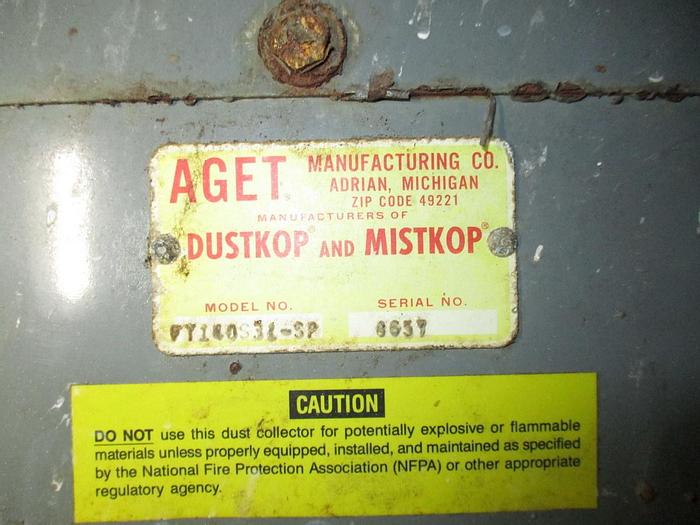 AGET® MANUFACTURING CO.
ADRIAN, MICHIGAN
ZIP CODE 49221
MANUFACTURERS OF
DUSTKOP® AND MISTKOP®
MODEL NO. SERIAL NO.
CAUTION
DO NOT use this dust collector for potentially explosive or flammable
materials unless properly equipped, installed, and maintained as specified
by the National Fire Protection Association (NFPA) or other appropriate
regulatory agency.